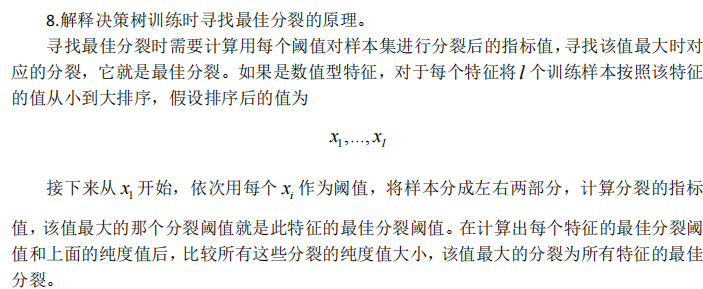 8.解释决策树训练时寻找最佳分裂的原理。
寻找最佳分裂时需要计算用每个阈值对样本集进行分裂后的指标值，寻找该值最大时对
应的分裂，它就是最佳分裂。如果是数值型特征，对于每个特征将 l 个训练样本按照该特征
的值从小到大排序，假设排序后的值为
x₁,...,xₗ
接下来从 x₁ 开始，依次用每个 xᵢ 作为阈值，将样本分成左右两部分，计算分裂的指标
值，该值最大的那个分裂阈值就是此特征的最佳分裂阈值。在计算出每个特征的最佳分裂阈
值和上面的纯度值后，比较所有这些分裂的纯度值大小，该值最大的分裂为所有特征的最佳
分裂。